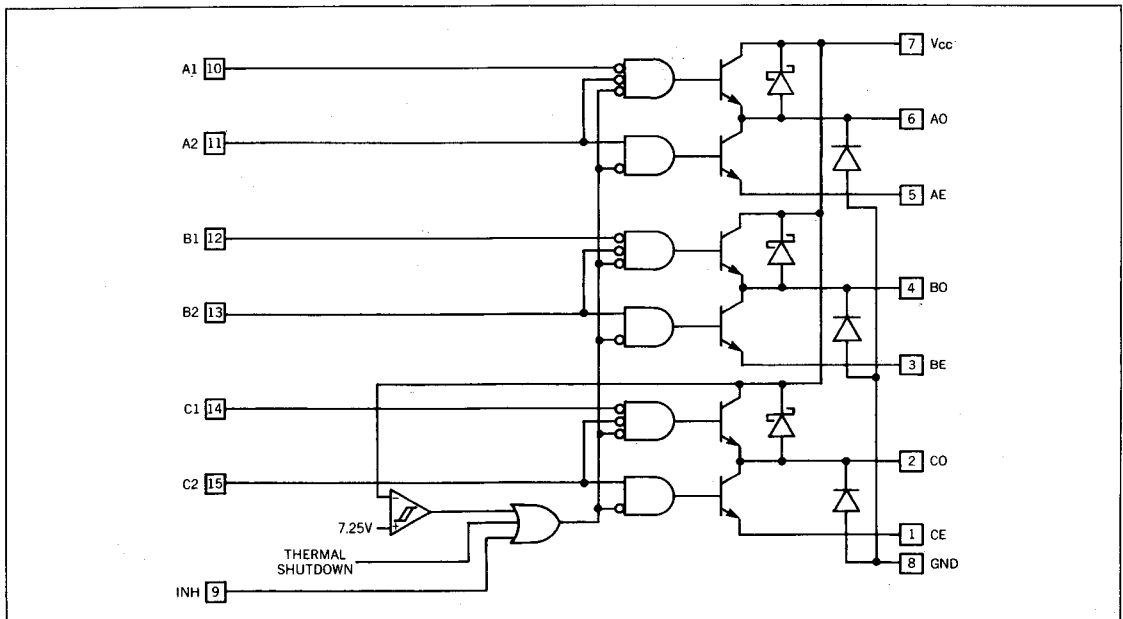 A1 10
7 Vcc
A2 11
6 AO
5 AE
B1 12
B2 13
4 BO
3 BE
C1 14
C2 15
2 CO
-
+
7.25V
1 CE
THERMAL
SHUTDOWN
8 GND
INH 9